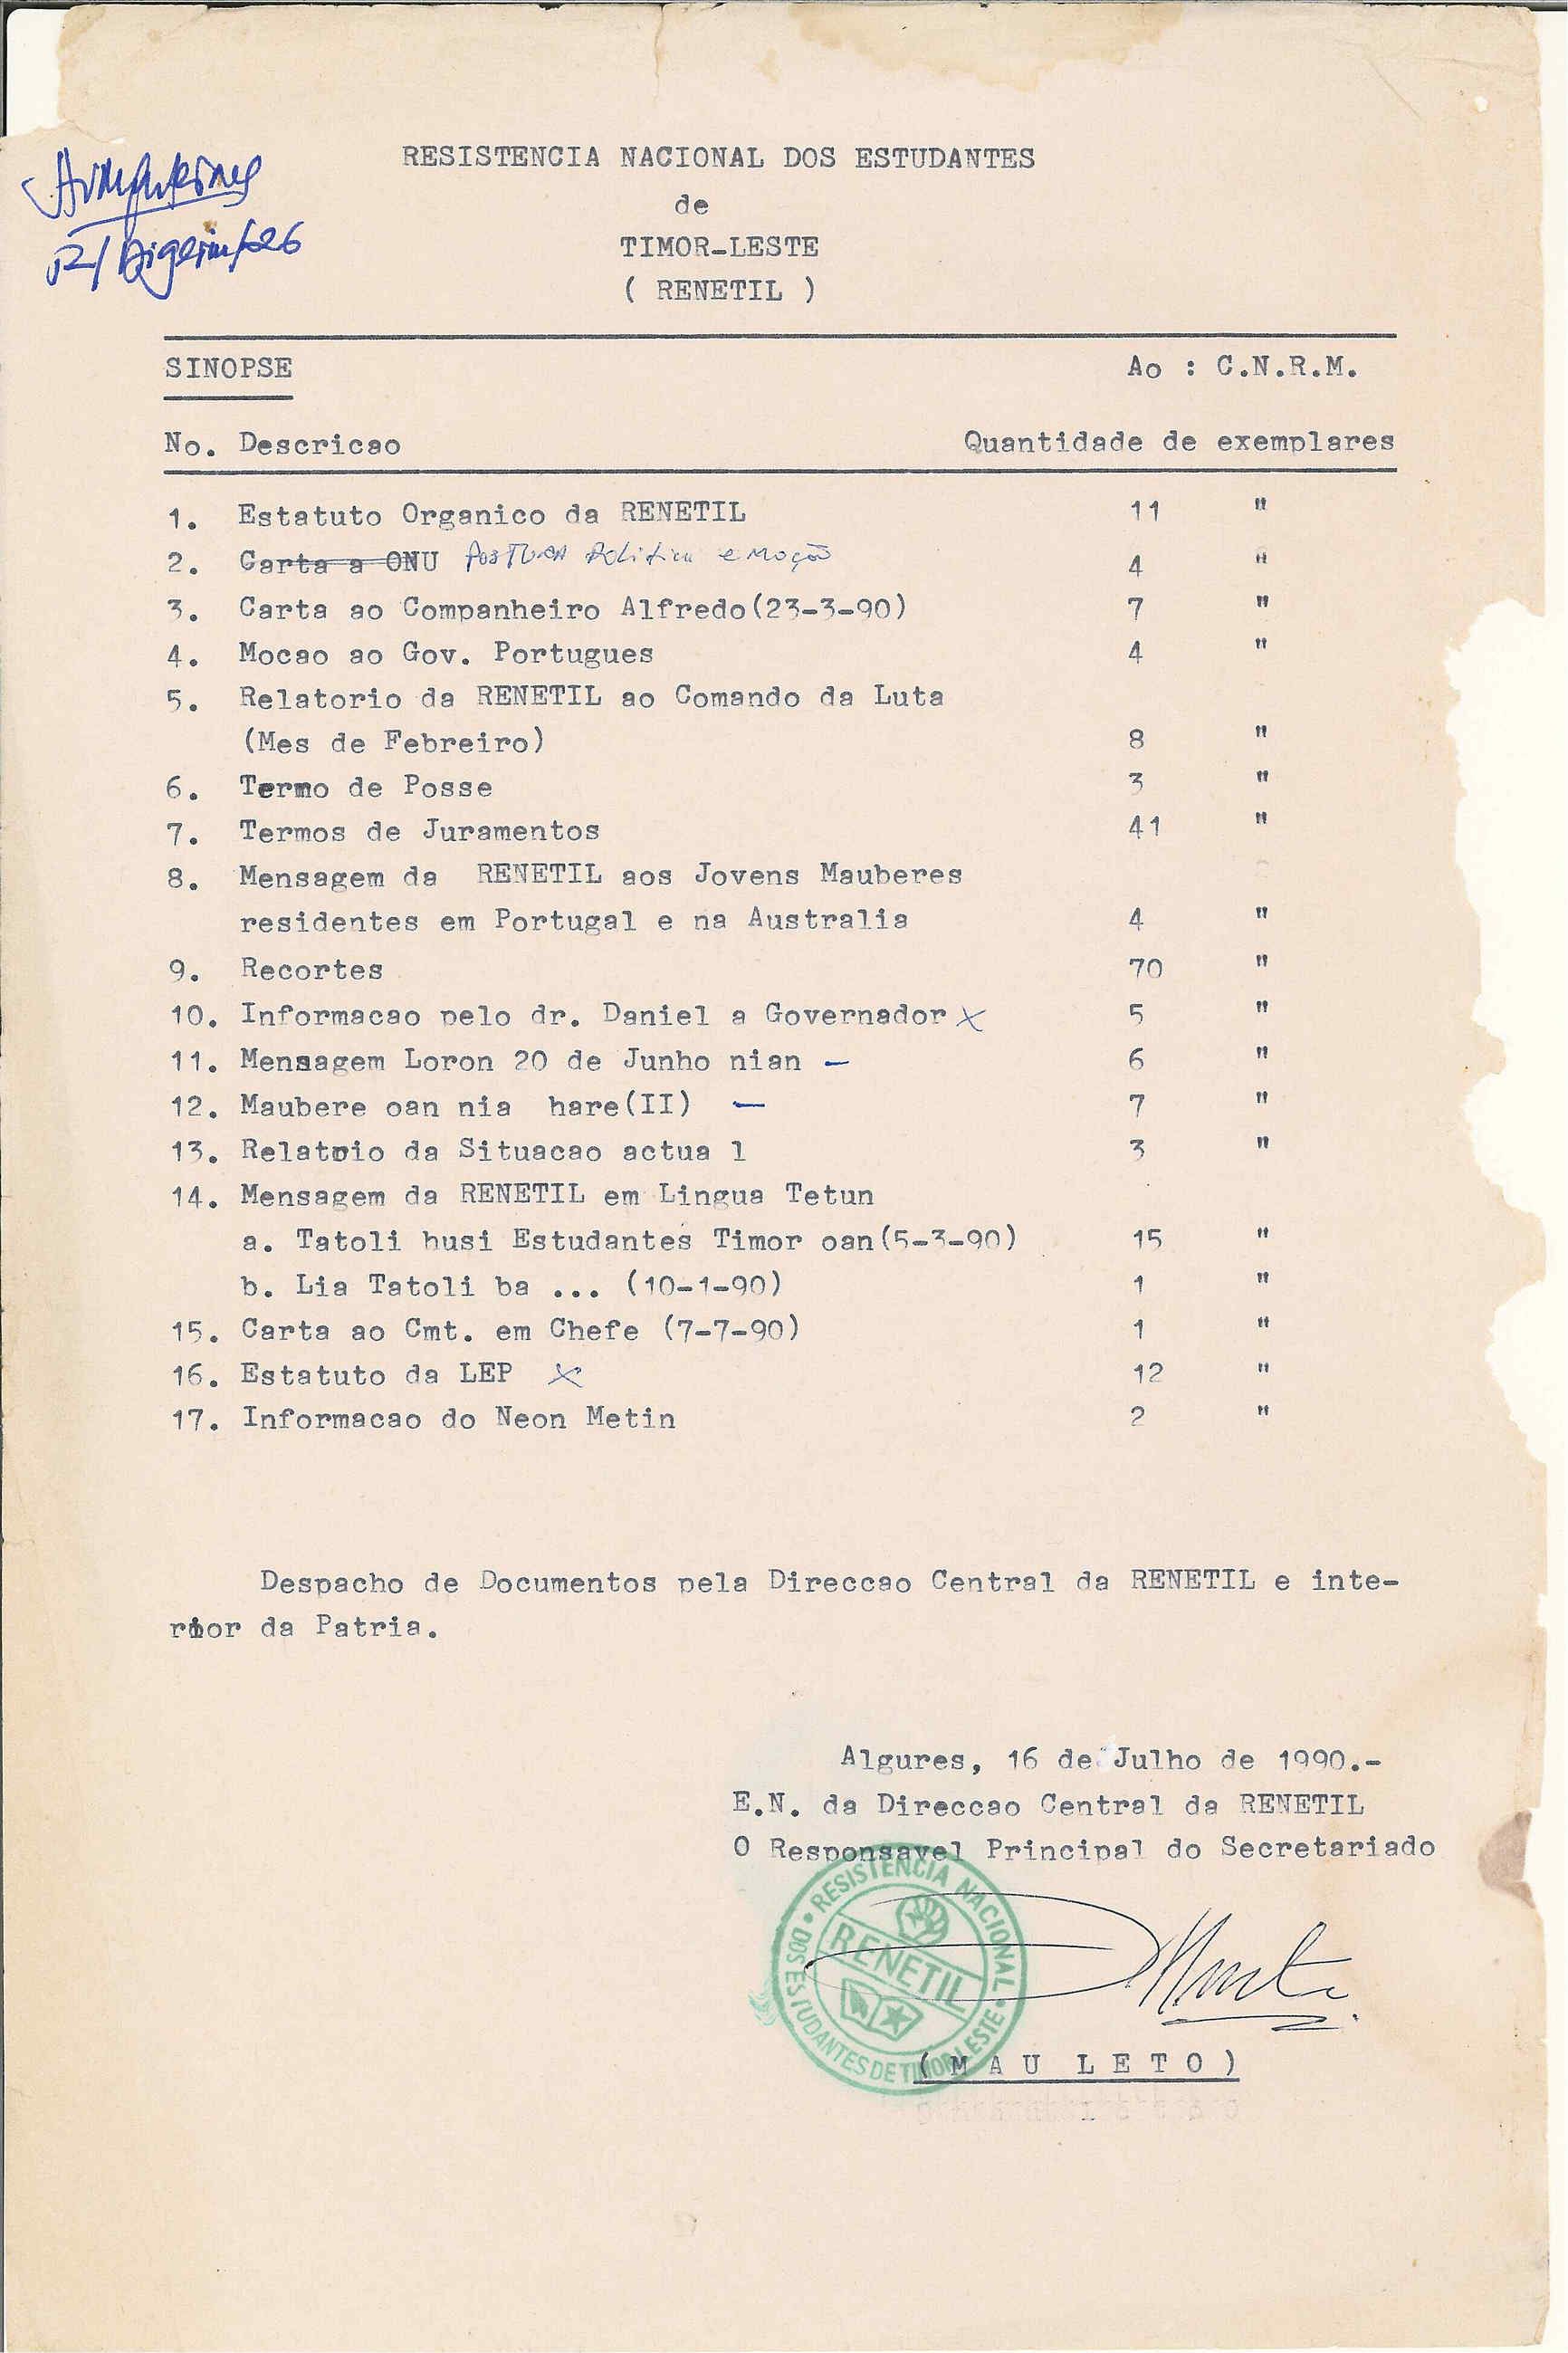 RESISTENCIA NACIONAL DOS ESTUDANTES
de
TIMOR-LESTE
( RENETIL )
SINOPSE Ao : C.N.R.M.
No. Descricao Quantidade de exemplares
1. Estatuto Organico da RENETIL 11 "
2. Carta a ONU Postura Politica e moção 4 "
3. Carta ao Companheiro Alfredo(23-3-90) 7 "
4. Mocao ao Gov. Portugues 4 "
5. Relatorio da RENETIL ao Comando da Luta
(Mes de Febreiro) 8 "
6. Termo de Posse 3 "
7. Termos de Juramentos 41 "
8. Mensagem da RENETIL aos Jovens Mauberes
residentes em Portugal e na Australia 4 "
9. Recortes 70 "
10. Informacao pelo dr. Daniel a Governador x 5 "
11. Mensagem Loron 20 de Junho nian - 6 "
12. Maubere oan nia hare(II) - 7 "
13. Relatoio da Situacao actua l 3 "
14. Mensagem da RENETIL em Lingua Tetun
a. Tatoli husi Estudantes Timor oan(5-3-90) 15 "
b. Lia Tatoli ba ... (10-1-90) 1 "
15. Carta ao Cmt. em Chefe (7-7-90) 1 "
16. Estatuto da LEP x 12 "
17. Informacao do Neon Metin 2 "
Despacho de Documentos pela Direccao Central da RENETIL e inte-
rior da Patria.
Algures, 16 de Julho de 1990.-
E.N. da Direccao Central da RENETIL
O Responsavel Principal do Secretariado
RESISTENCIA NACIONAL DOS ESTUDANTES DE TIMOR LESTE
RENETIL
( M A U L E T O )